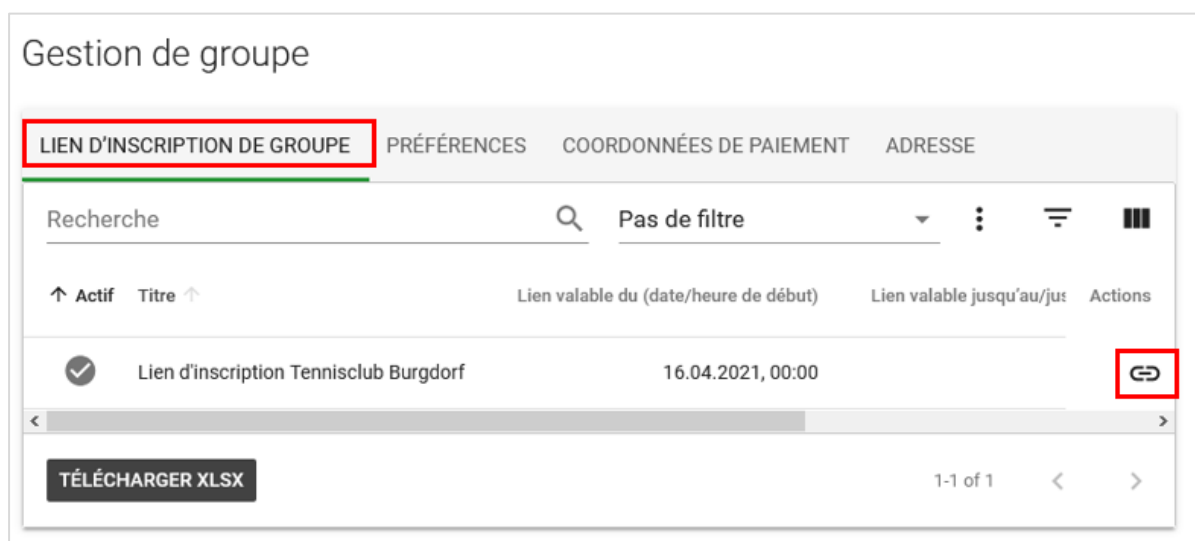 Gestion de groupe
LIEN D'INSCRIPTION DE GROUPE PRÉFÉRENCES COORDONNÉES DE PAIEMENT ADRESSE
Recherche Pas de filtre
Actif Titre Lien valable du (date/heure de début) Lien valable jusqu'au/jus Actions
Lien d'inscription Tennisclub Burgdorf 16.04.2021, 00:00
TÉLÉCHARGER XLSX 1-1 of 1